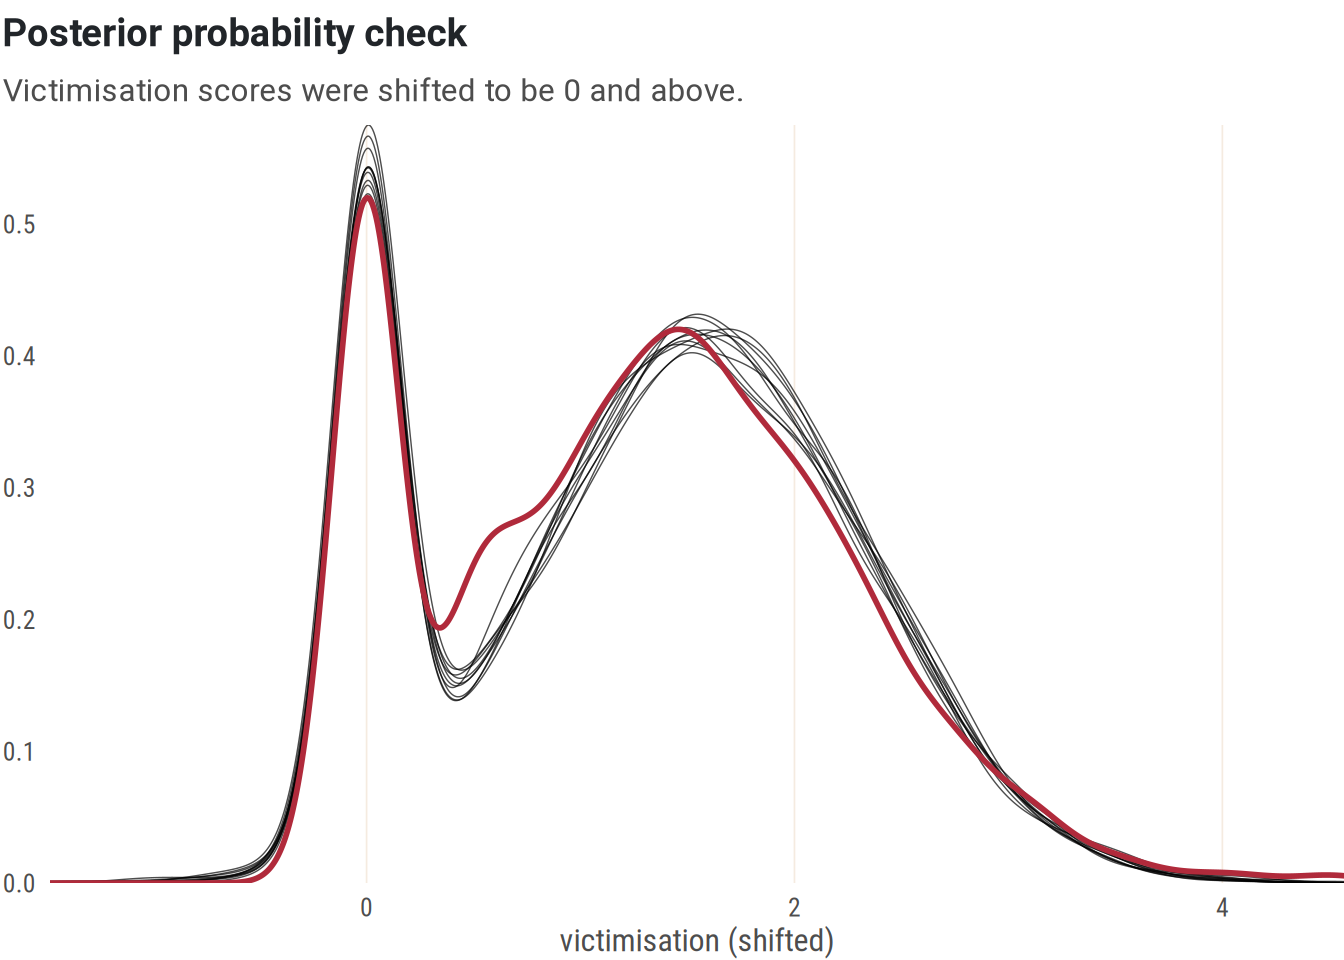 Posterior probability check
Victimisation scores were shifted to be 0 and above.
0.5
0.4
0.3
0.2
0.1
0.0
0 2 4
victimisation (shifted)